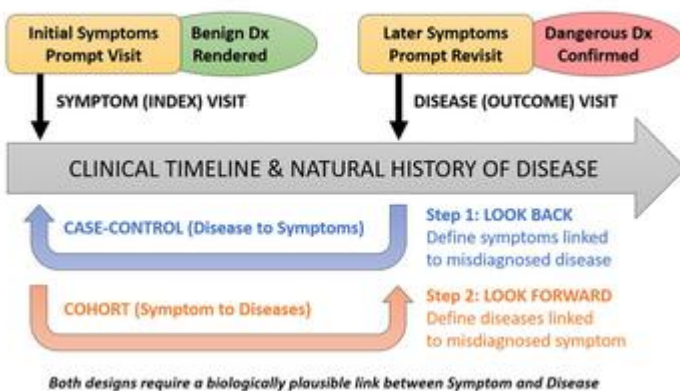 Initial Symptoms
Prompt Visit
Benign Dx
Rendered
Later Symptoms
Prompt Revisit
Dangerous Dx
Confirmed
SYMPTOM (INDEX) VISIT
DISEASE (OUTCOME) VISIT
CLINICAL TIMELINE & NATURAL HISTORY OF DISEASE
CASE-CONTROL (Disease to Symptoms)
Step 1: LOOK BACK
Define symptoms linked
to misdiagnosed disease
COHORT (Symptom to Diseases)
Step 2: LOOK FORWARD
Define diseases linked
to misdiagnosed symptom
Both designs require a biologically plausible link between Symptom and Disease